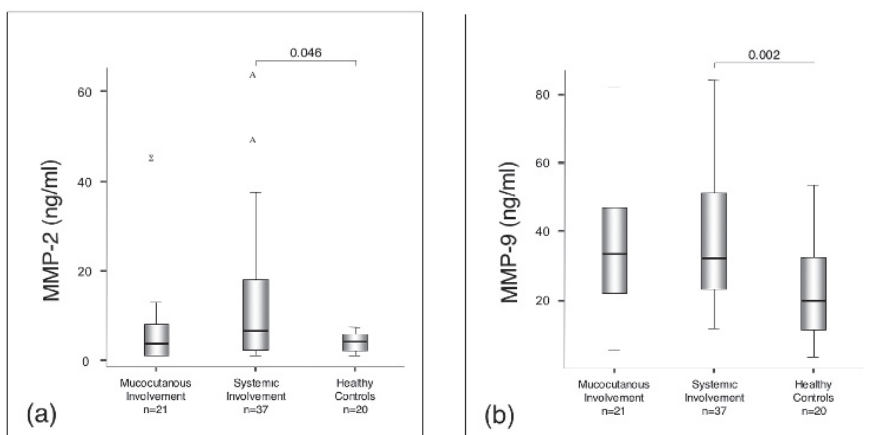 0.046
60
A
A
Σ
40
20
0
MMP-2 (ng/ml)
Mucocutanous
Involvement
n=21
Systemic
Involvement
n=37
Healthy
Controls
n=20
(a)
0.002
80
60
40
20
MMP-9 (ng/ml)
Mucocutanous
Involvement
n=21
Systemic
Involvement
n=37
Healthy
Controls
n=20
(b)